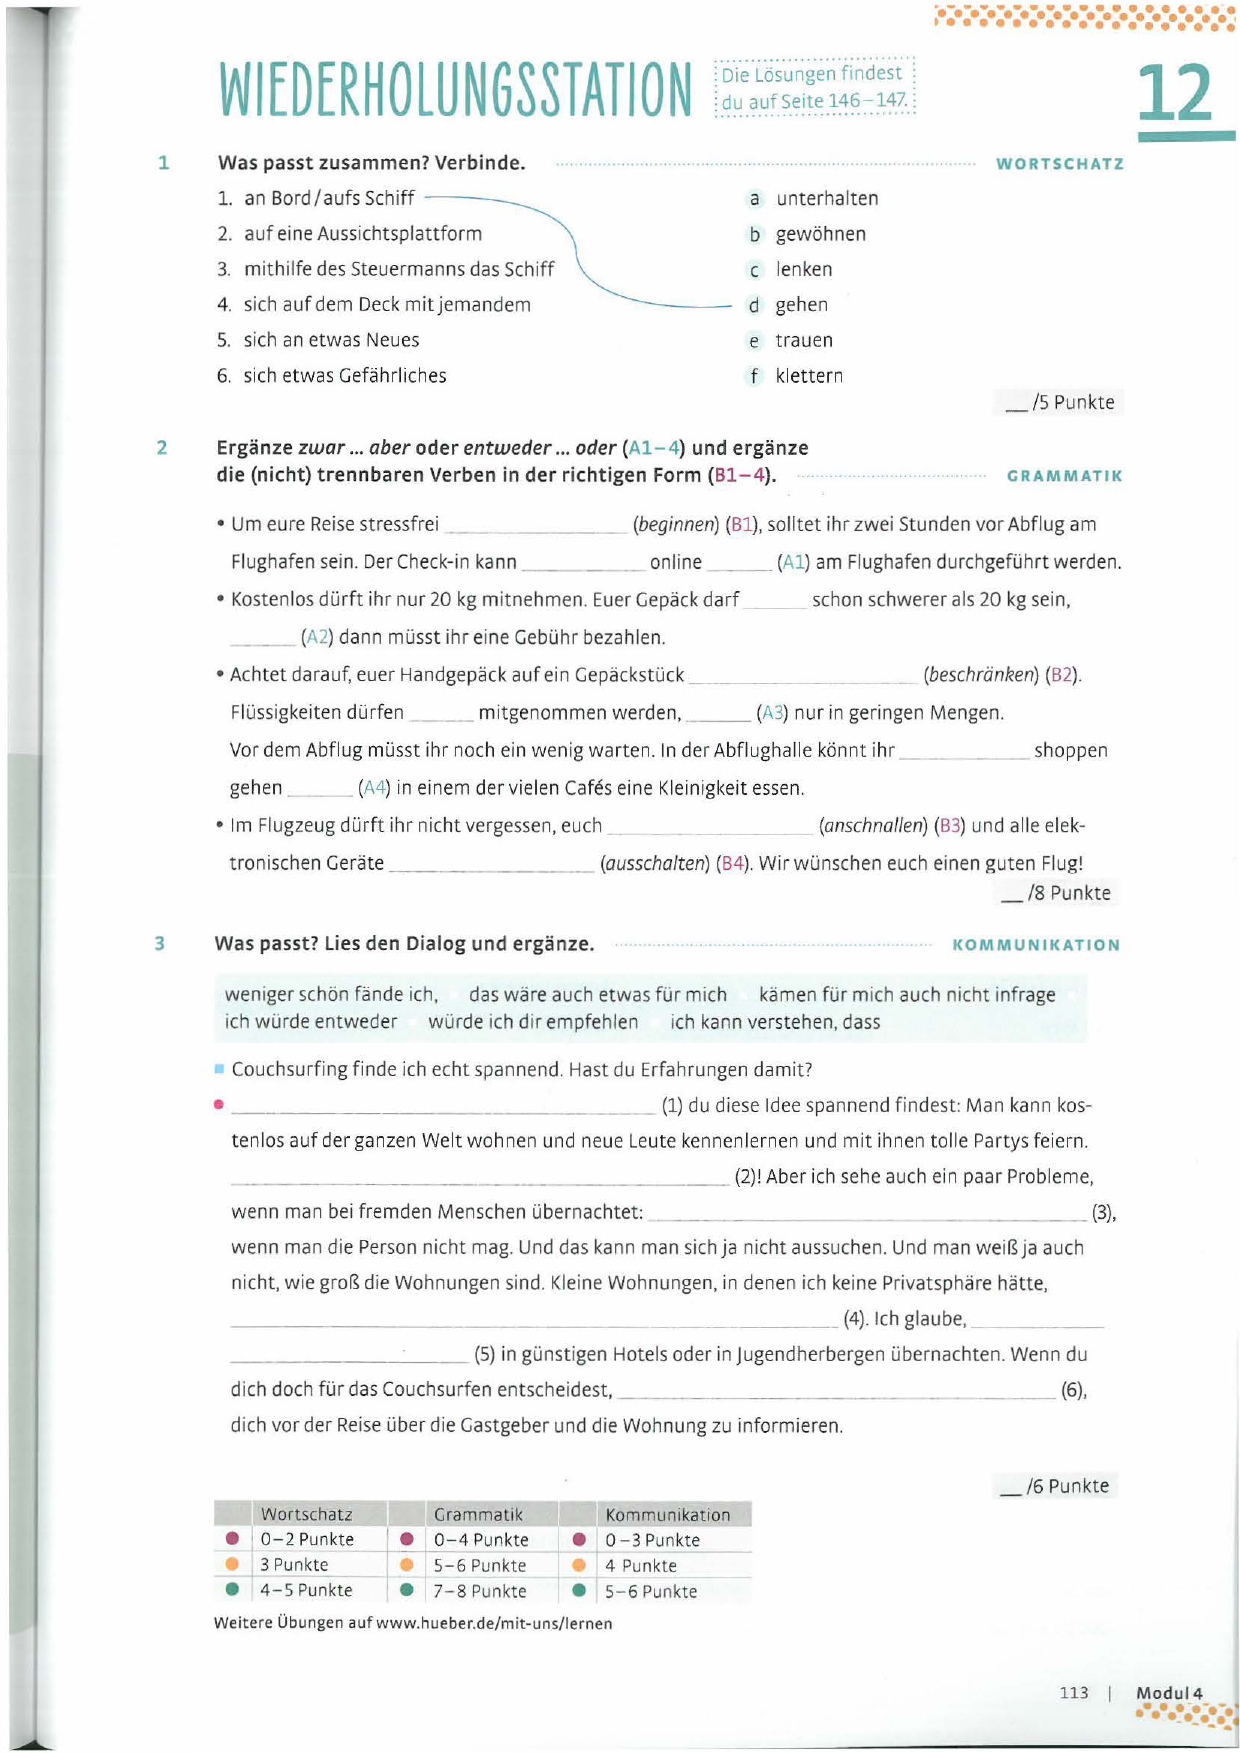 WIEDERHOLUNGSSTATION
Die Lösungen findest
du auf Seite 146–147.
12
1 Was passt zusammen? Verbinde. WORTSCHATZ
1. an Bord/aufs Schiff a unterhalten
2. auf eine Aussichtsplattform b gewöhnen
3. mithilfe des Steuermanns das Schiff c lenken
4. sich auf dem Deck mit jemandem d gehen
5. sich an etwas Neues e trauen
6. sich etwas Gefährliches f klettern
__ /5 Punkte
2 Ergänze zwar ... aber oder entweder ... oder (A1–4) und ergänze
die (nicht) trennbaren Verben in der richtigen Form (B1–4). GRAMMATIK
• Um eure Reise stressfrei ______ (beginnen) (B1), solltet ihr zwei Stunden vor Abflug am
Flughafen sein. Der Check-in kann ______ online ______ (A1) am Flughafen durchgeführt werden.
• Kostenlos dürft ihr nur 20 kg mitnehmen. Euer Gepäck darf ______ schon schwerer als 20 kg sein,
______ (A2) dann müsst ihr eine Gebühr bezahlen.
• Achtet darauf, euer Handgepäck auf ein Gepäckstück ______ (beschränken) (B2).
Flüssigkeiten dürfen ______ mitgenommen werden, ______ (A3) nur in geringen Mengen.
Vor dem Abflug müsst ihr noch ein wenig warten. In der Abflughalle könnt ihr ______ shoppen
gehen ______ (A4) in einem der vielen Cafés eine Kleinigkeit essen.
• Im Flugzeug dürft ihr nicht vergessen, euch ______ (anschnallen) (B3) und alle elek-
tronischen Geräte ______ (ausschalten) (B4). Wir wünschen euch einen guten Flug!
__ /8 Punkte
3 Was passt? Lies den Dialog und ergänze. KOMMUNIKATION
weniger schön fände ich, das wäre auch etwas für mich kämen für mich auch nicht infrage
ich würde entweder würde ich dir empfehlen ich kann verstehen, dass
Couchsurfing finde ich echt spannend. Hast du Erfahrungen damit?
• ______ (1) du diese Idee spannend findest: Man kann kos-
tenlos auf der ganzen Welt wohnen und neue Leute kennenlernen und mit ihnen tolle Partys feiern.
______ (2)! Aber ich sehe auch ein paar Probleme,
wenn man bei fremden Menschen übernachtet: ______ (3),
wenn man die Person nicht mag. Und das kann man sich ja nicht aussuchen. Und man weiß ja auch
nicht, wie groß die Wohnungen sind. Kleine Wohnungen, in denen ich keine Privatsphäre hätte,
______ (4). Ich glaube, ______
______ (5) in günstigen Hotels oder in Jugendherbergen übernachten. Wenn du
dich doch für das Couchsurfen entscheidest, ______ (6),
dich vor der Reise über die Gastgeber und die Wohnung zu informieren.
__ /6 Punkte
Wortschatz Grammatik Kommunikation
0–2 Punkte 0–4 Punkte 0–3 Punkte
3 Punkte 5–6 Punkte 4 Punkte
4–5 Punkte 7–8 Punkte 5–6 Punkte
Weitere Übungen auf www.hueber.de/mit-uns/lernen
113 | Modul 4